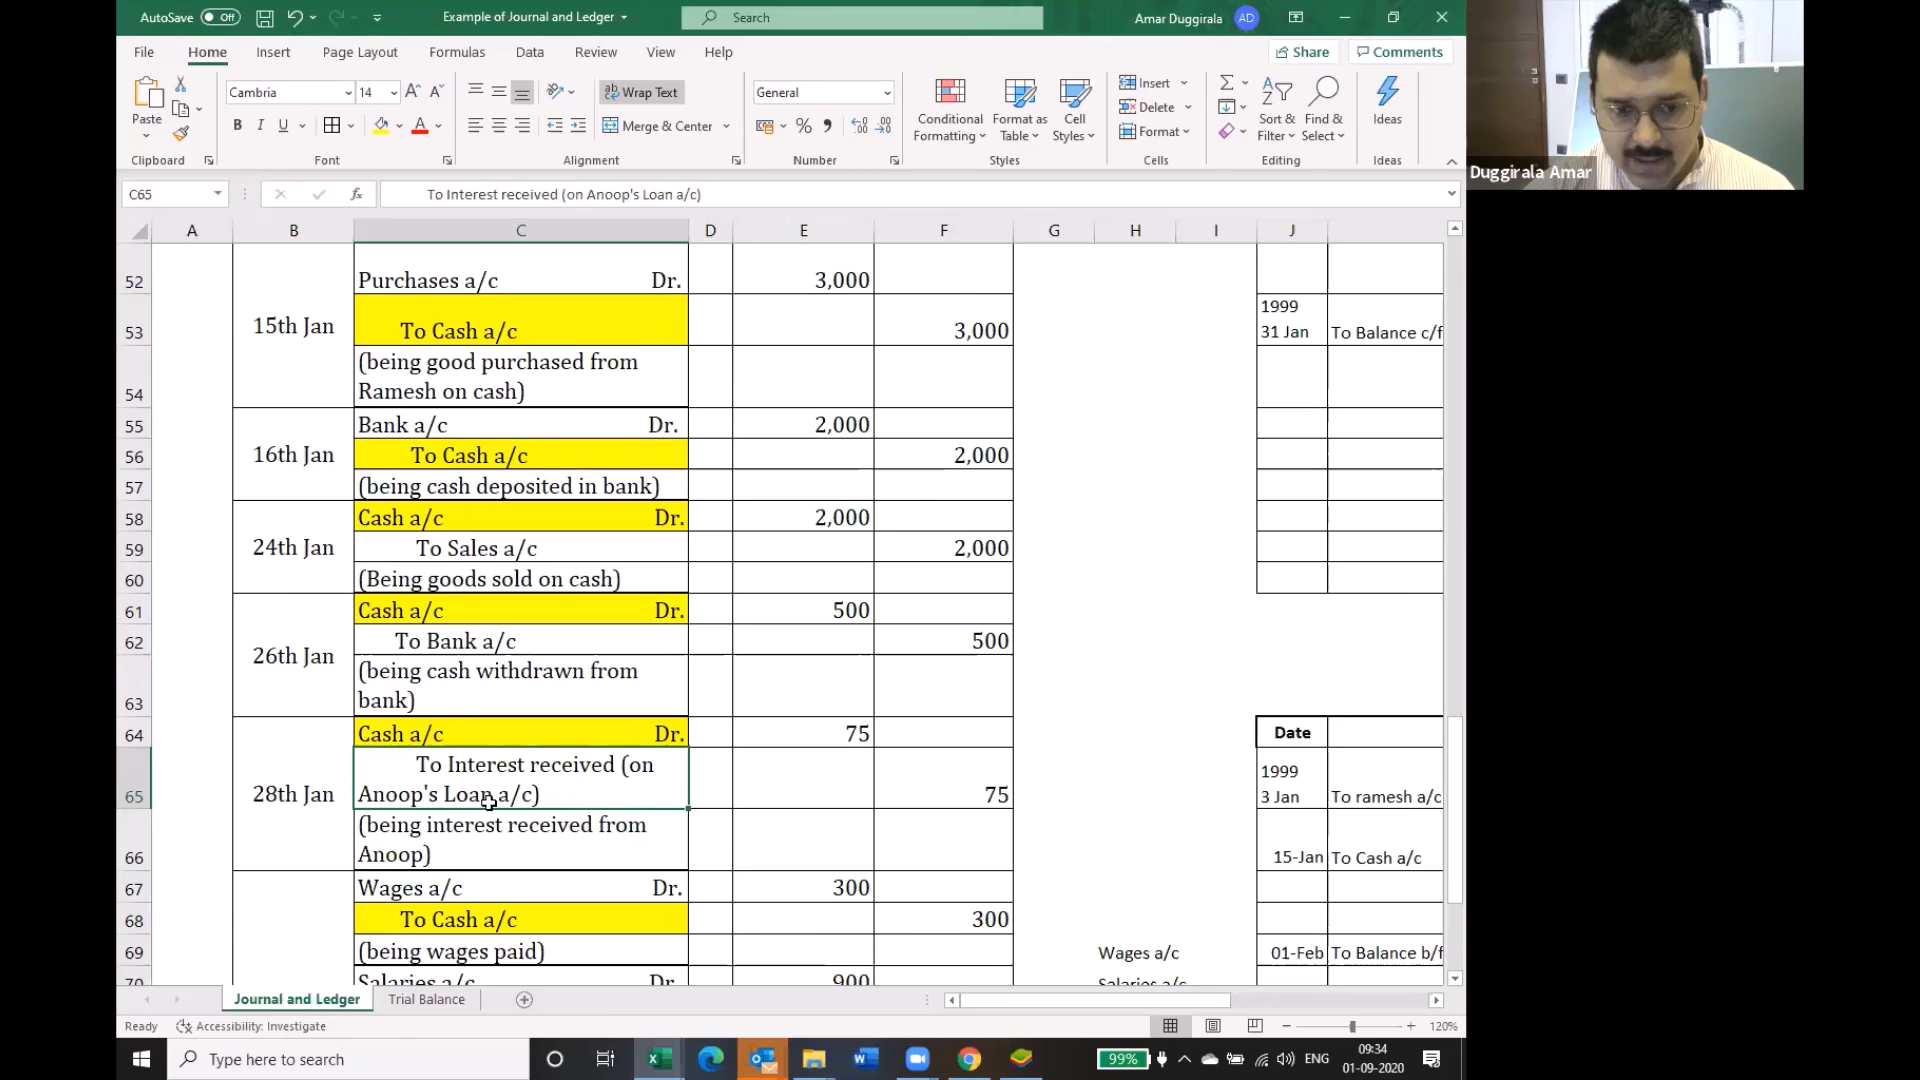 AutoSave Off
Example of Journal and Ledger
Search
Amar Duggirala AD
File Home Insert Page Layout Formulas Data Review View Help
Share Comments
Paste
Clipboard
Cambria 14
Font
Wrap Text
Merge & Center
Alignment
General
Number
Conditional Formatting
Format as Table
Cell Styles
Styles
Insert
Delete
Format
Cells
Sort & Filter
Find & Select
Editing
Ideas
Ideas
Duggirala Amar
C65 fx To Interest received (on Anoop's Loan a/c)
A B C D E F G H I J
52 Purchases a/c Dr. 3,000
1999
53 15th Jan To Cash a/c 3,000 31 Jan To Balance c/f
(being good purchased from
54 Ramesh on cash)
55 Bank a/c Dr. 2,000
56 16th Jan To Cash a/c 2,000
57 (being cash deposited in bank)
58 Cash a/c Dr. 2,000
59 24th Jan To Sales a/c 2,000
60 (Being goods sold on cash)
61 Cash a/c Dr. 500
62 26th Jan To Bank a/c 500
(being cash withdrawn from
63 bank)
64 Cash a/c Dr. 75 Date
To Interest received (on 1999
65 28th Jan Anoop's Loan a/c) 75 3 Jan To ramesh a/c
(being interest received from
66 Anoop) 15-Jan To Cash a/c
67 Wages a/c Dr. 300
68 To Cash a/c 300
69 (being wages paid) Wages a/c 01-Feb To Balance b/f
70 Salaries a/c Dr. 900 Salaries a/c
Journal and Ledger Trial Balance
Ready Accessibility: Investigate 120%
Type here to search
99% ENG 09:34
01-09-2020